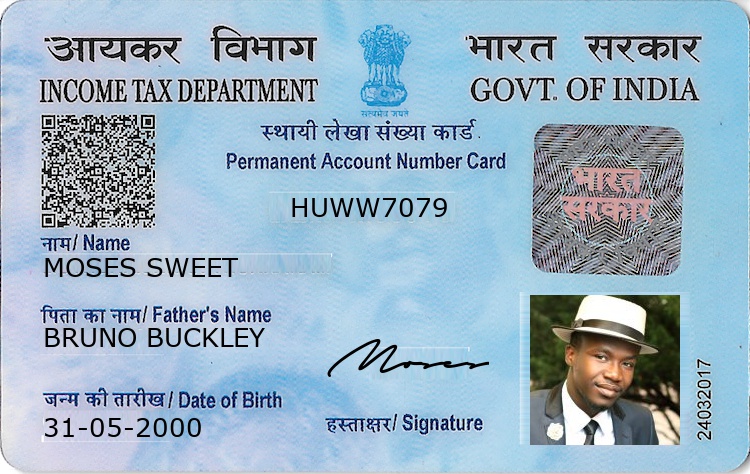 आयकर विभाग
INCOME TAX DEPARTMENT
सत्यमेव जयते
भारत सरकार
GOVT. OF INDIA
स्थायी लेखा संख्या कार्ड
Permanent Account Number Card
HUWW7079
भारत
सरकार
नाम/ Name
MOSES SWEET
पिता का नाम/ Father's Name
BRUNO BUCKLEY
जन्म की तारीख / Date of Birth
31-05-2000
Moses
हस्ताक्षर/ Signature
24032017